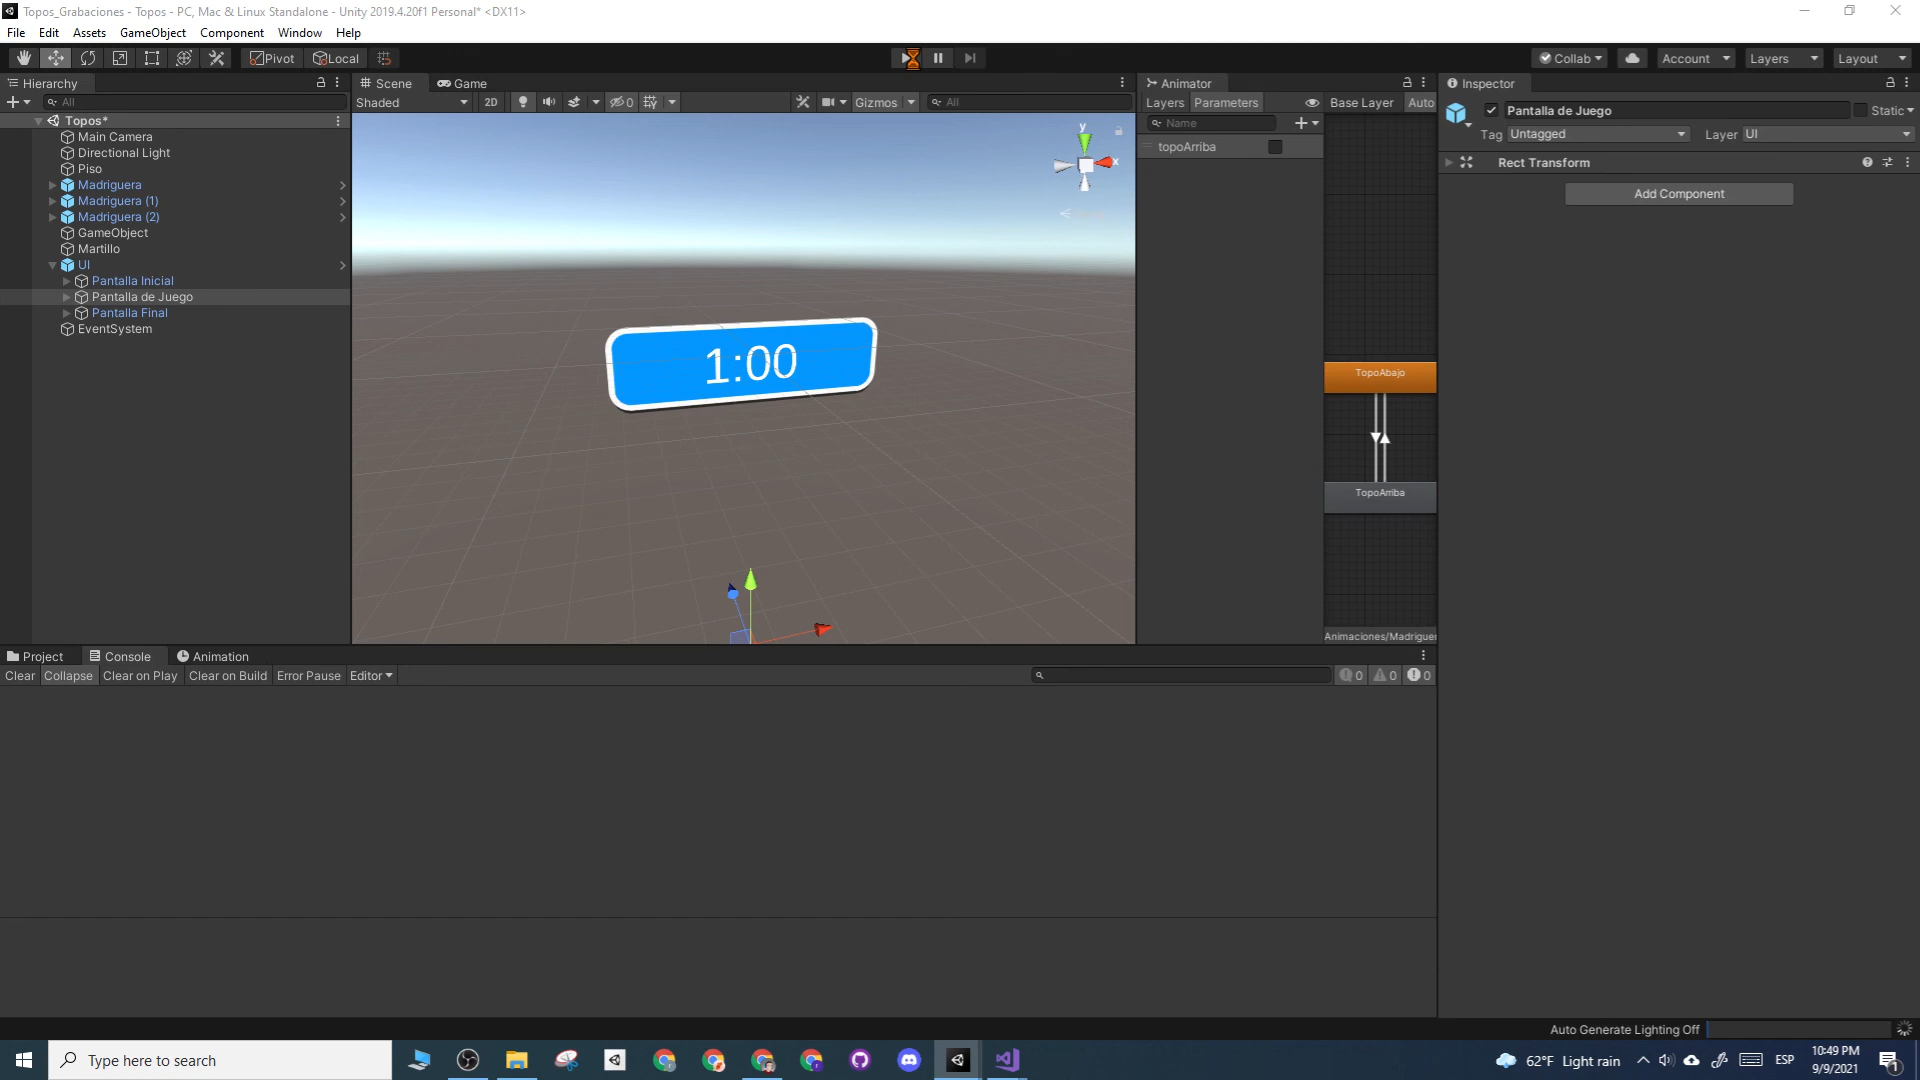 Topos_Grabaciones - Topos - PC, Mac & Linux Standalone - Unity 2019.4.20f1 Personal* <DX11>
File Edit Assets GameObject Component Window Help
Pivot Local Collab Account Layers Layout
Hierarchy
All
Topos*
Main Camera
Directional Light
Piso
Madriguera
Madriguera (1)
Madriguera (2)
GameObject
Martillo
UI
Pantalla Inicial
Pantalla de Juego
Pantalla Final
EventSystem
Scene Game
Shaded 2D 0 Gizmos All
y
x
1:00
Animator
Layers Parameters Base Layer Auto
Name
topoArriba
TopoAbajo
TopoArriba
Animaciones/Madriguer
Inspector
Pantalla de Juego Static
Tag Untagged Layer UI
Rect Transform
Add Component
Project Console Animation
Clear Collapse Clear on Play Clear on Build Error Pause Editor 0 0 0
Auto Generate Lighting Off
Type here to search
62°F Light rain ESP
10:49 PM
9/9/2021
1